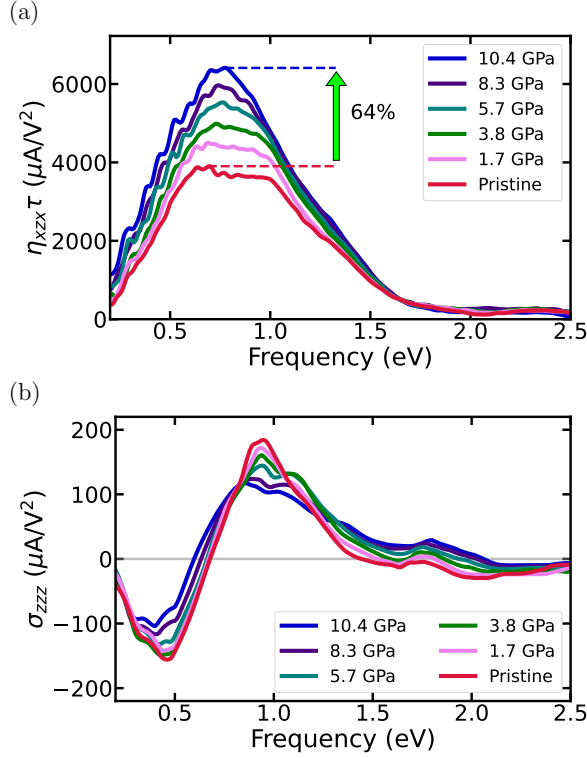 (a)
η_xzx τ (μA/V²)
6000
4000
2000
0
64%
10.4 GPa
8.3 GPa
5.7 GPa
3.8 GPa
1.7 GPa
Pristine
0.5 1.0 1.5 2.0 2.5
Frequency (eV)
(b)
σ_zzz (μA/V²)
200
100
0
−100
−200
10.4 GPa 3.8 GPa
8.3 GPa 1.7 GPa
5.7 GPa Pristine
0.5 1.0 1.5 2.0 2.5
Frequency (eV)